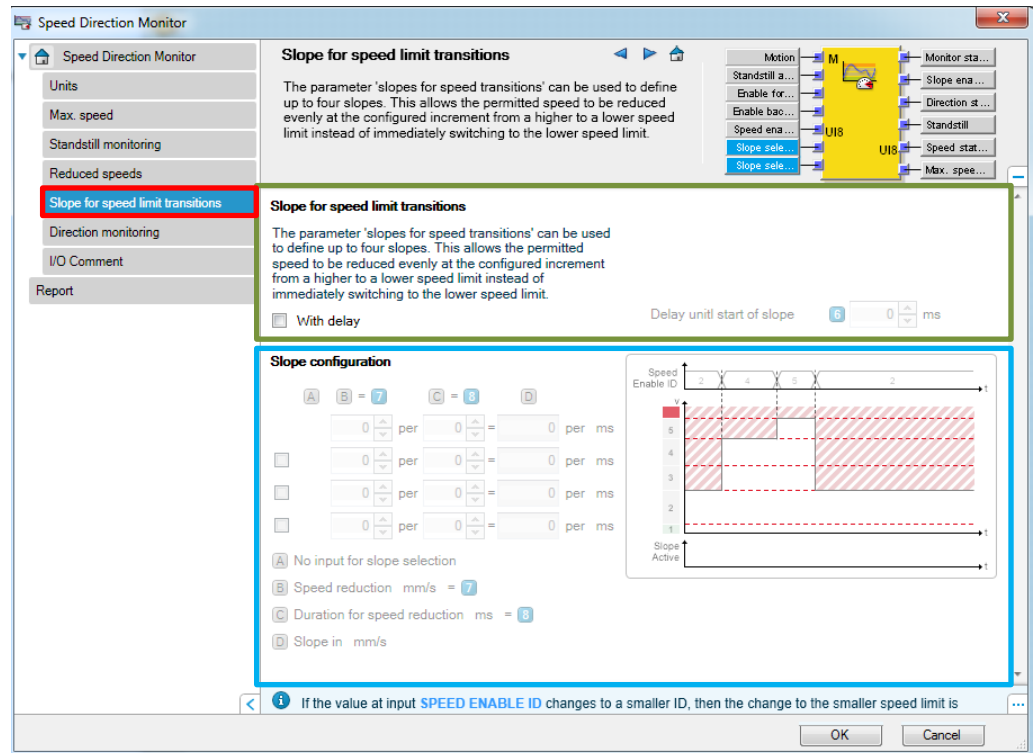 Speed Direction Monitor
Speed Direction Monitor
Units
Max. speed
Standstill monitoring
Reduced speeds
Slope for speed limit transitions
Direction monitoring
I/O Comment
Report
Slope for speed limit transitions
The parameter 'slopes for speed transitions' can be used to define
up to four slopes. This allows the permitted speed to be reduced
evenly at the configured increment from a higher to a lower speed
limit instead of immediately switching to the lower speed limit.
Motion
Standstill a...
Enable for...
Enable bac...
Speed ena...
Slope sele...
Slope sele...
M
UI8
UI8
Monitor sta...
Slope ena...
Direction st...
Standstill
Speed stat...
Max. spee...
Slope for speed limit transitions
The parameter 'slopes for speed transitions' can be used
to define up to four slopes. This allows the permitted
speed to be reduced evenly at the configured increment
from a higher to a lower speed limit instead of
immediately switching to the lower speed limit.
With delay
Delay unitl start of slope 6 0 ms
Slope configuration
A B = 7 C = 8 D
0 per 0 = 0 per ms
0 per 0 = 0 per ms
0 per 0 = 0 per ms
0 per 0 = 0 per ms
A No input for slope selection
B Speed reduction mm/s = 7
C Duration for speed reduction ms = 8
D Slope in mm/s
Speed
Enable ID
2 4 5 2
t
v
5
4
3
2
1
t
Slope
Active
t
If the value at input SPEED ENABLE ID changes to a smaller ID, then the change to the smaller speed limit is
OK Cancel